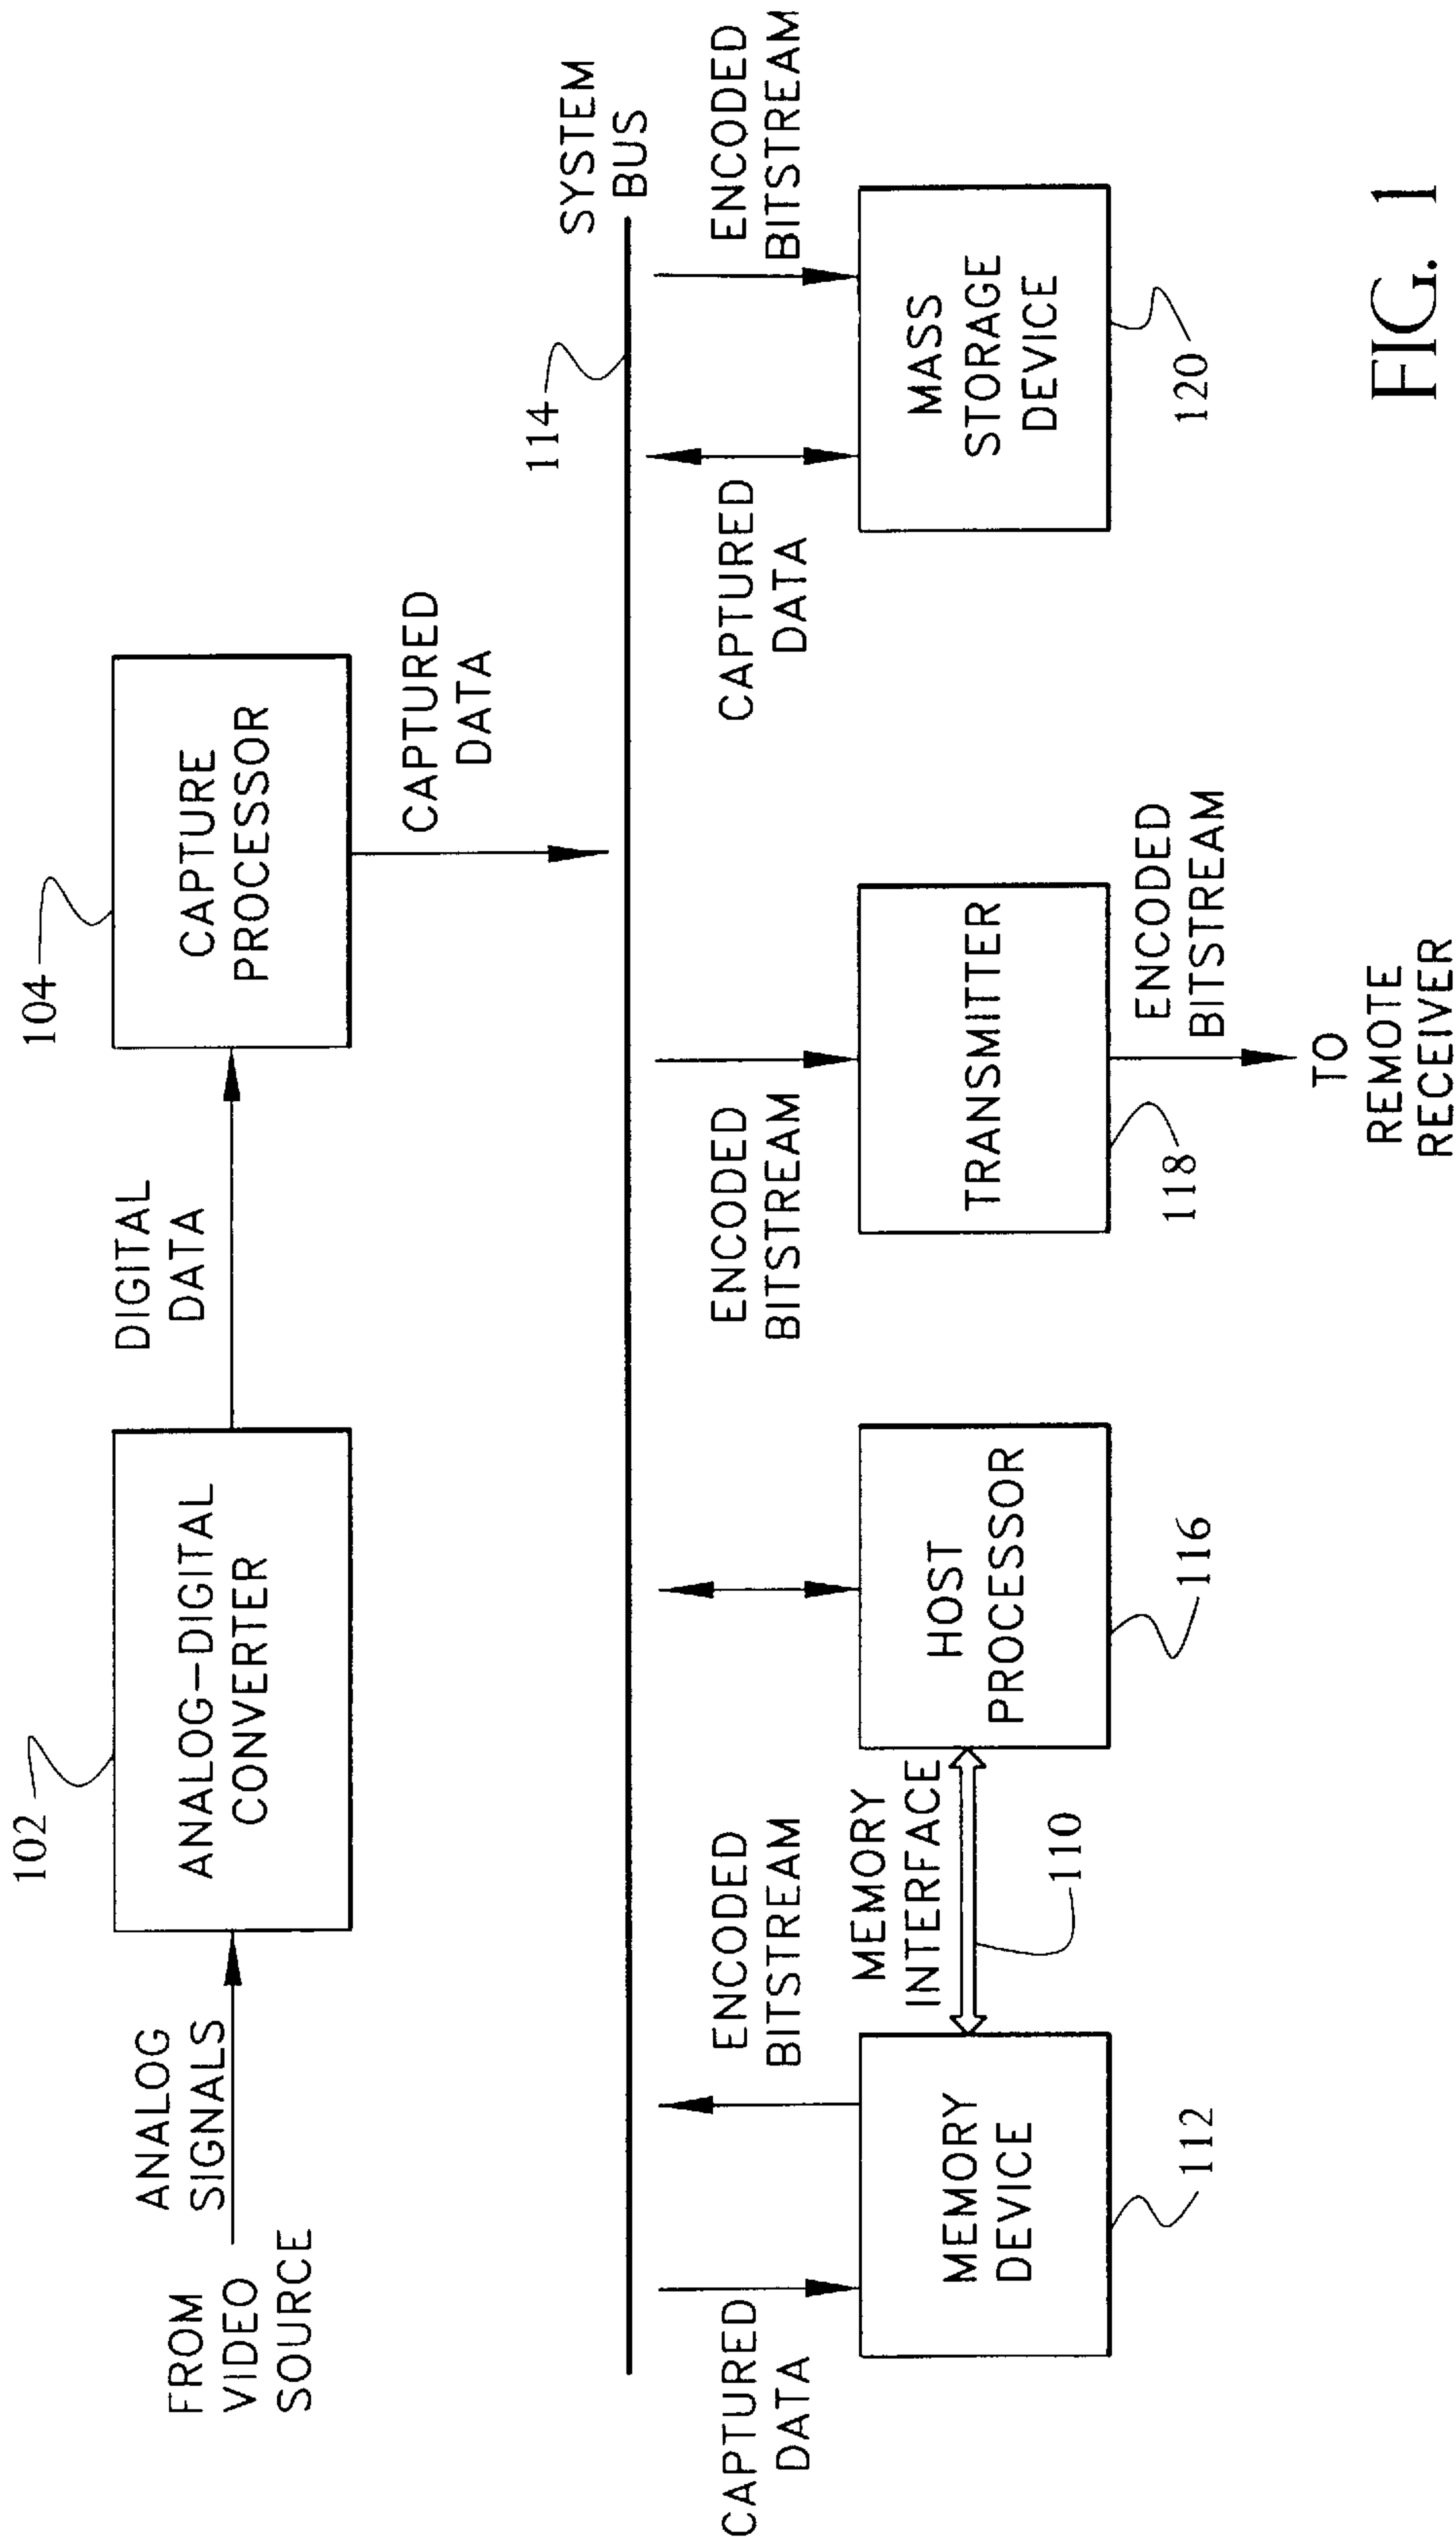 FROM
VIDEO
SOURCE
ANALOG
SIGNALS
102
ANALOG-DIGITAL
CONVERTER
DIGITAL
DATA
104
CAPTURE
PROCESSOR
CAPTURED
DATA
114
SYSTEM
BUS
CAPTURED
DATA
ENCODED
BITSTREAM
MEMORY
INTERFACE
110
ENCODED
BITSTREAM
CAPTURED
DATA
ENCODED
BITSTREAM
MEMORY
DEVICE
112
HOST
PROCESSOR
116
TRANSMITTER
118
ENCODED
BITSTREAM
TO
REMOTE
RECEIVER
MASS
STORAGE
DEVICE
120
FIG. 1